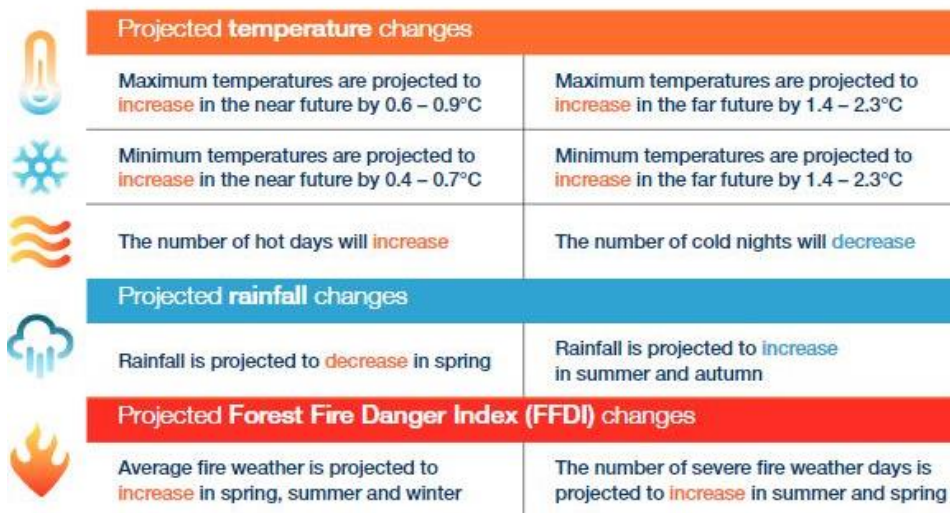 Projected temperature changes
Maximum temperatures are projected to
increase in the near future by 0.6 – 0.9°C
Maximum temperatures are projected to
increase in the far future by 1.4 – 2.3°C
Minimum temperatures are projected to
increase in the near future by 0.4 – 0.7°C
Minimum temperatures are projected to
increase in the far future by 1.4 – 2.3°C
The number of hot days will increase
The number of cold nights will decrease
Projected rainfall changes
Rainfall is projected to decrease in spring
Rainfall is projected to increase
in summer and autumn
Projected Forest Fire Danger Index (FFDI) changes
Average fire weather is projected to
increase in spring, summer and winter
The number of severe fire weather days is
projected to increase in summer and spring